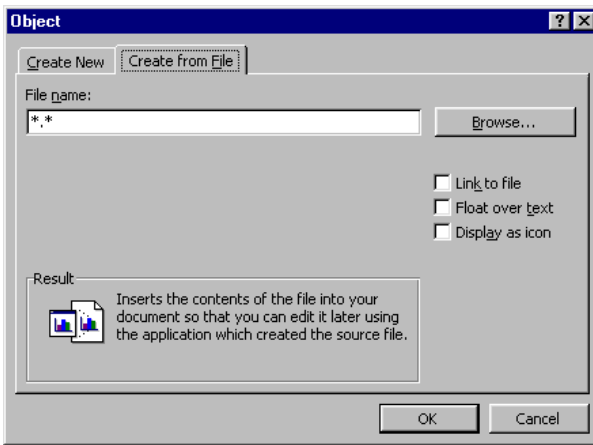 Object
Create New
Create from File
File name:
*.*
Browse...
Link to file
Float over text
Display as icon
Result
Inserts the contents of the file into your
document so that you can edit it later using
the application which created the source file.
OK
Cancel